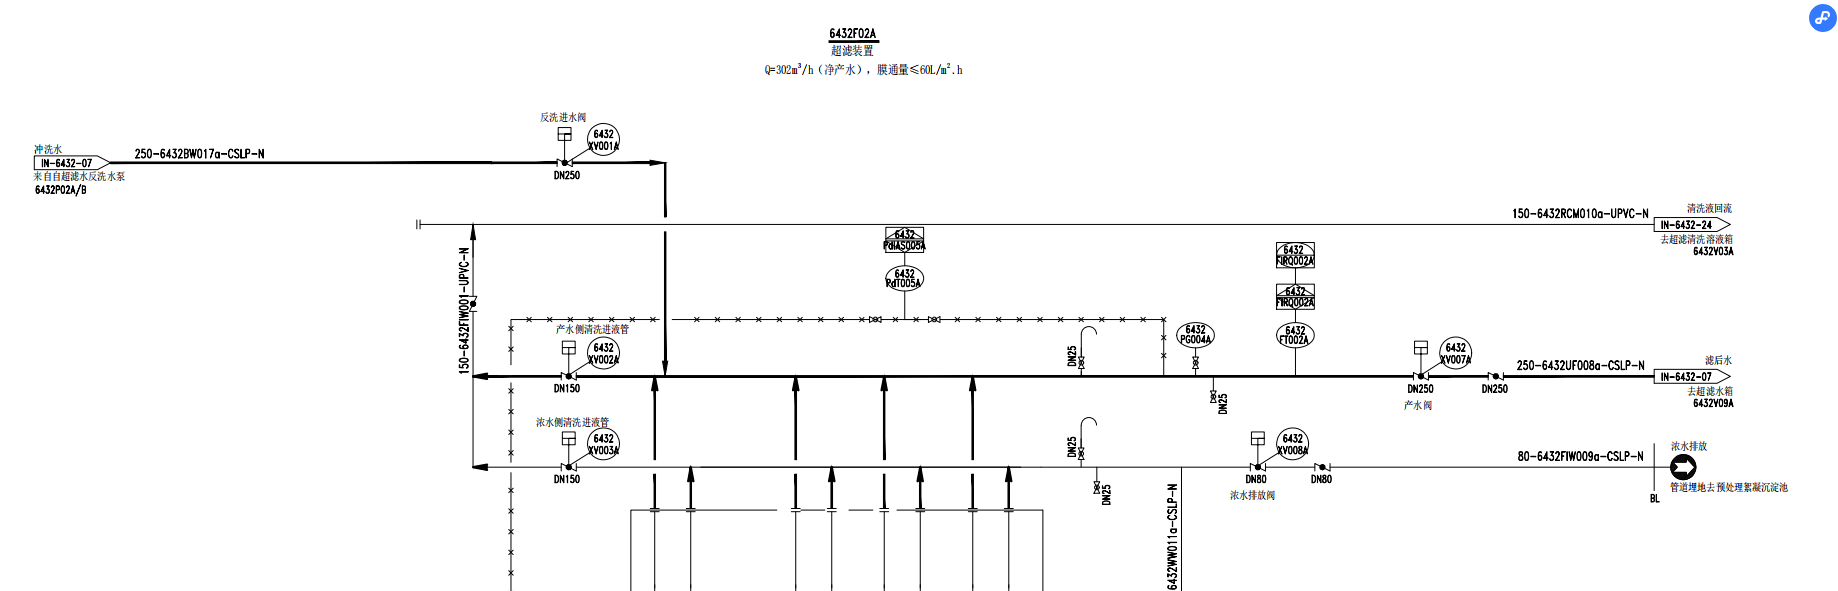 6432F02A
超滤装置
Q=302m³/h（净产水），膜通量≤60L/m².h
反洗进水阀
6432
XV001A
冲洗水
IN-6432-07
250-6432BW017a-CSLP-N
DN250
来自自超滤水反洗水泵
6432P02A/B
150-6432RCM010a-UPVC-N
清洗液回流
IN-6432-24
去超滤清洗溶液箱
6432V03A
6432
PdIAS005A
6432
PdT005A
6432
FIRQ002A
6432
FIRQ002A
6432
FT002A
150-6432FIW001-UPVC-N
产水侧清洗进液管
6432
XV002A
DN150
DN25
6432
PG004A
DN25
6432
XV007A
DN250
产水阀
DN250
250-6432UF008a-CSLP-N
滤后水
IN-6432-07
去超滤水箱
6432V09A
浓水侧清洗进液管
6432
XV003A
DN150
DN25
DN25
6432
XV008A
DN80
浓水排放阀
DN80
80-6432FIW009a-CSLP-N
浓水排放
BL
管道埋地去预处理絮凝沉淀池
6432WW011a-CSLP-N